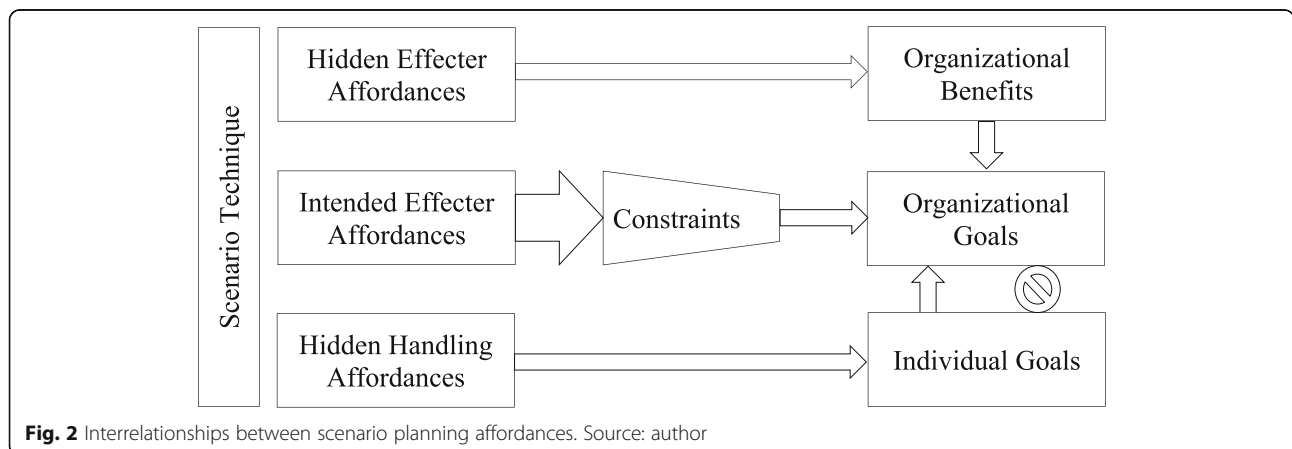 Scenario Technique
Hidden Effecter
Affordances
Organizational
Benefits
Intended Effecter
Affordances
Constraints
Organizational
Goals
Hidden Handling
Affordances
Individual Goals
Fig. 2 Interrelationships between scenario planning affordances. Source: author